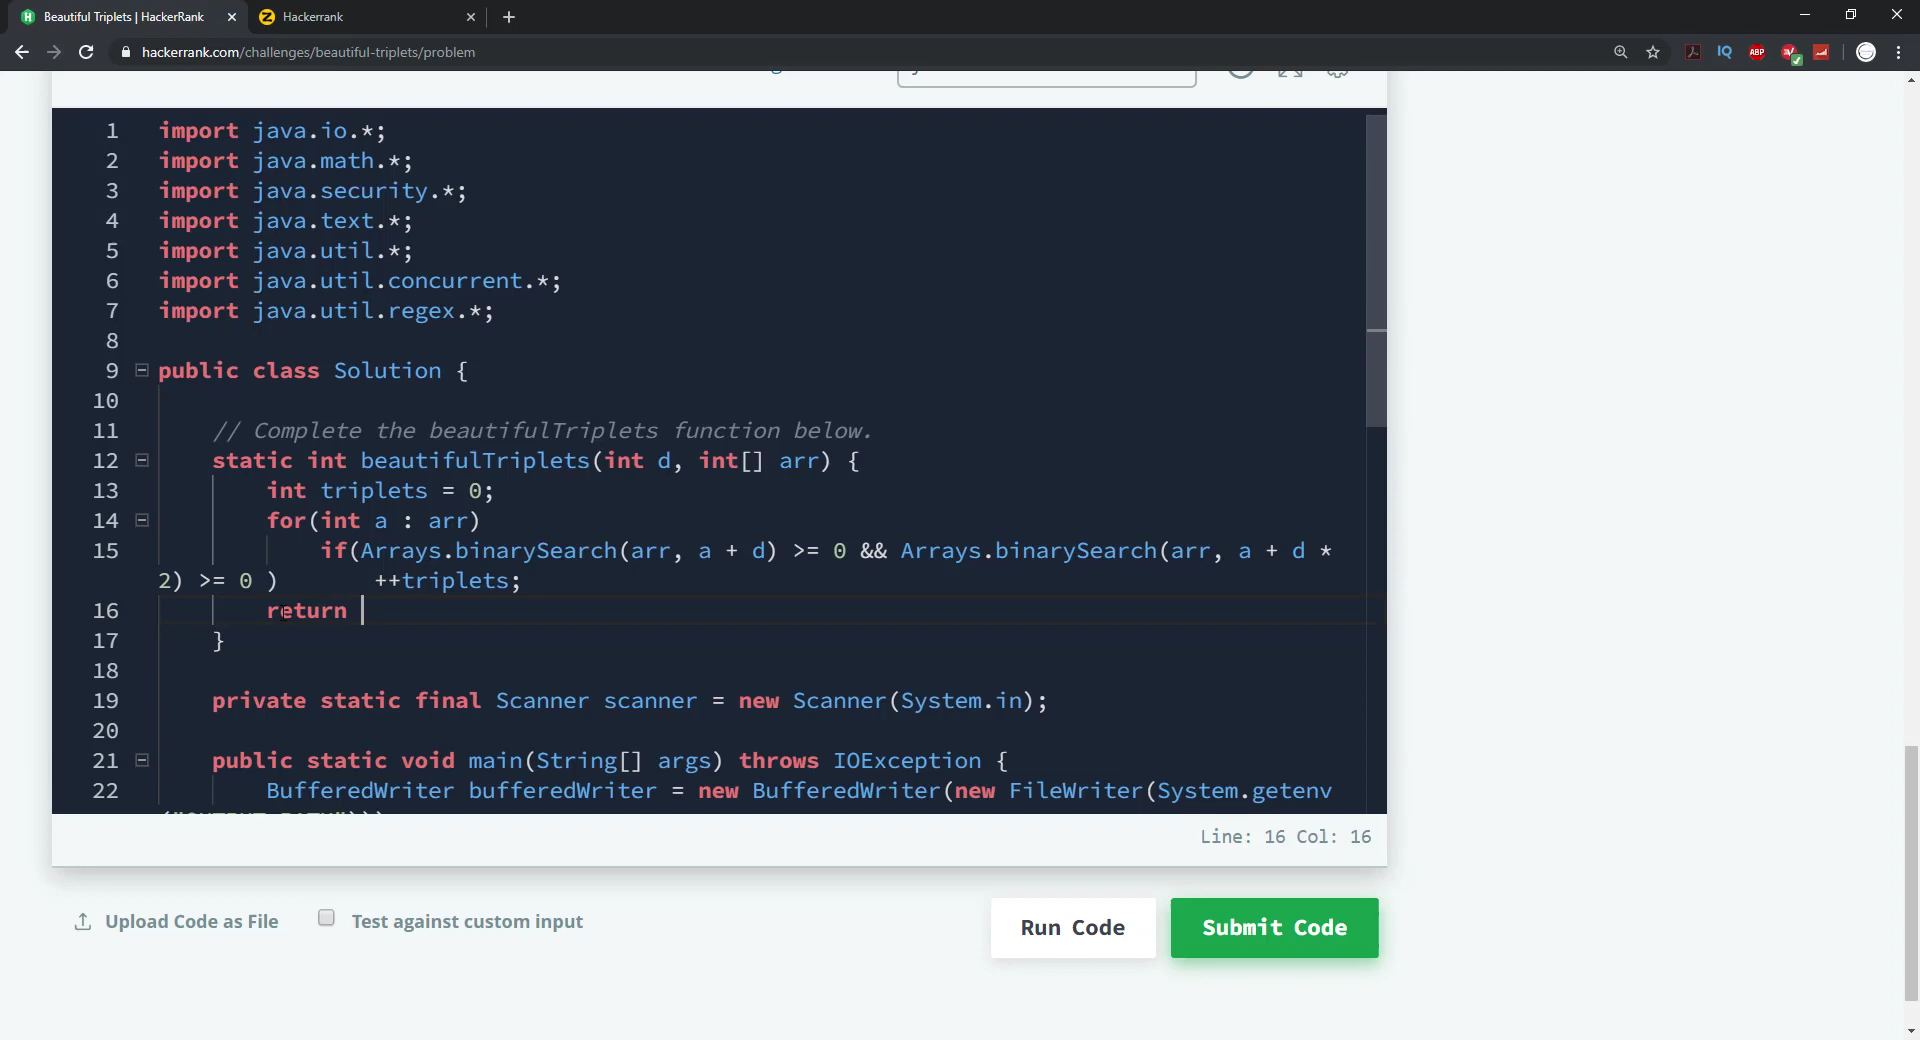 Beautiful Triplets | HackerRank
Hackerrank
hackerrank.com/challenges/beautiful-triplets/problem
IQ
ABP
1 import java.io.*;
2 import java.math.*;
3 import java.security.*;
4 import java.text.*;
5 import java.util.*;
6 import java.util.concurrent.*;
7 import java.util.regex.*;
8
9 public class Solution {
10
11 // Complete the beautifulTriplets function below.
12 static int beautifulTriplets(int d, int[] arr) {
13 int triplets = 0;
14 for(int a : arr)
15 if(Arrays.binarySearch(arr, a + d) >= 0 && Arrays.binarySearch(arr, a + d *
2) >= 0 ) ++triplets;
16 return
17 }
18
19 private static final Scanner scanner = new Scanner(System.in);
20
21 public static void main(String[] args) throws IOException {
22 BufferedWriter bufferedWriter = new BufferedWriter(new FileWriter(System.getenv
Line: 16 Col: 16
Upload Code as File
Test against custom input
Run Code
Submit Code